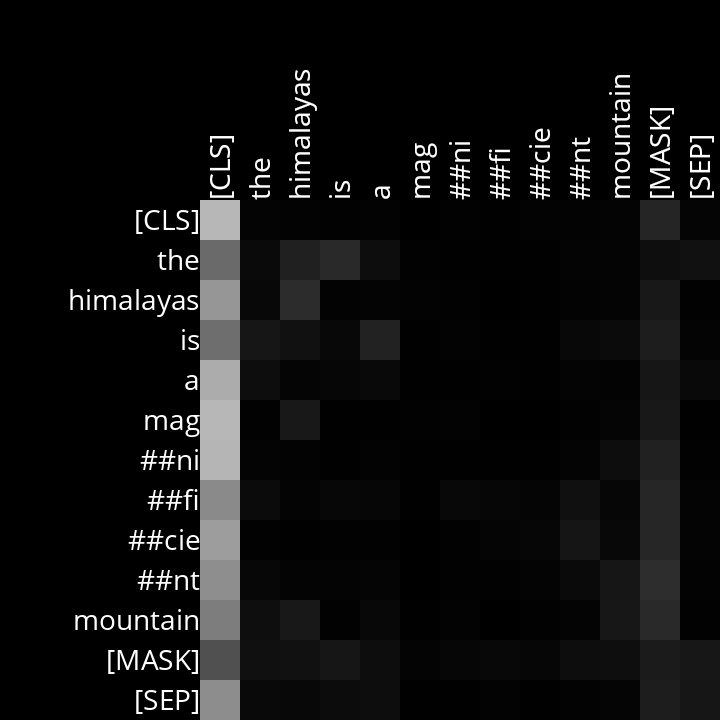 [CLS]
the
himalayas
is
a
mag
##ni
##fi
##cie
##nt
mountain
[MASK]
[SEP]
[CLS]
the
himalayas
is
a
mag
##ni
##fi
##cie
##nt
mountain
[MASK]
[SEP]